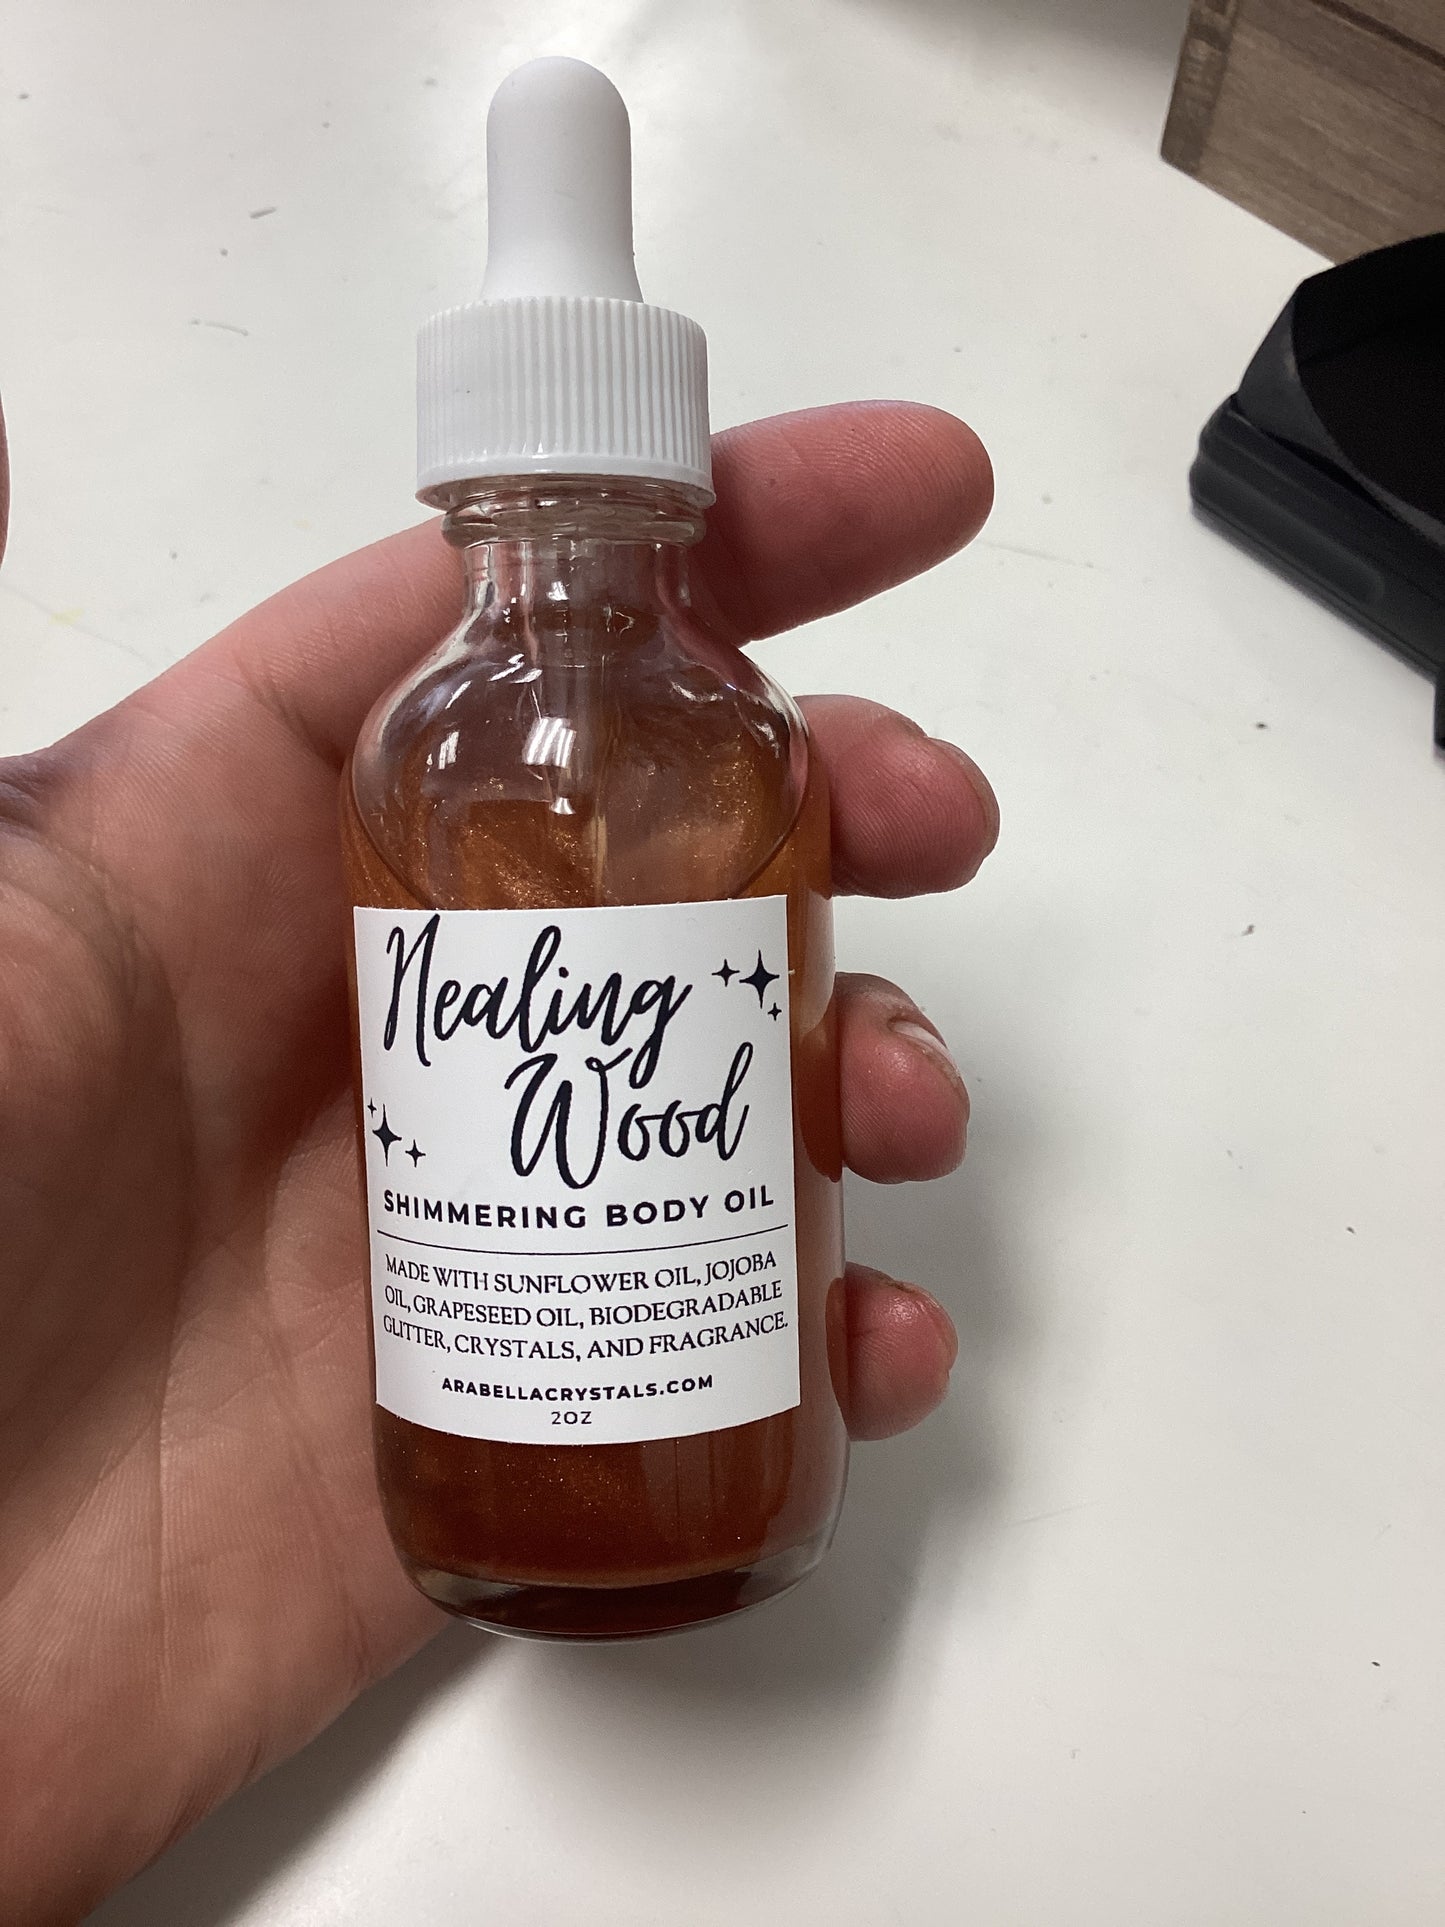 Healing
Wood
SHIMMERING BODY OIL
MADE WITH SUNFLOWER OIL, JOJOBA
OIL, GRAPESEED OIL, BIODEGRADABLE
GLITTER, CRYSTALS, AND FRAGRANCE.
ARABELLACRYSTALS.COM
2OZ